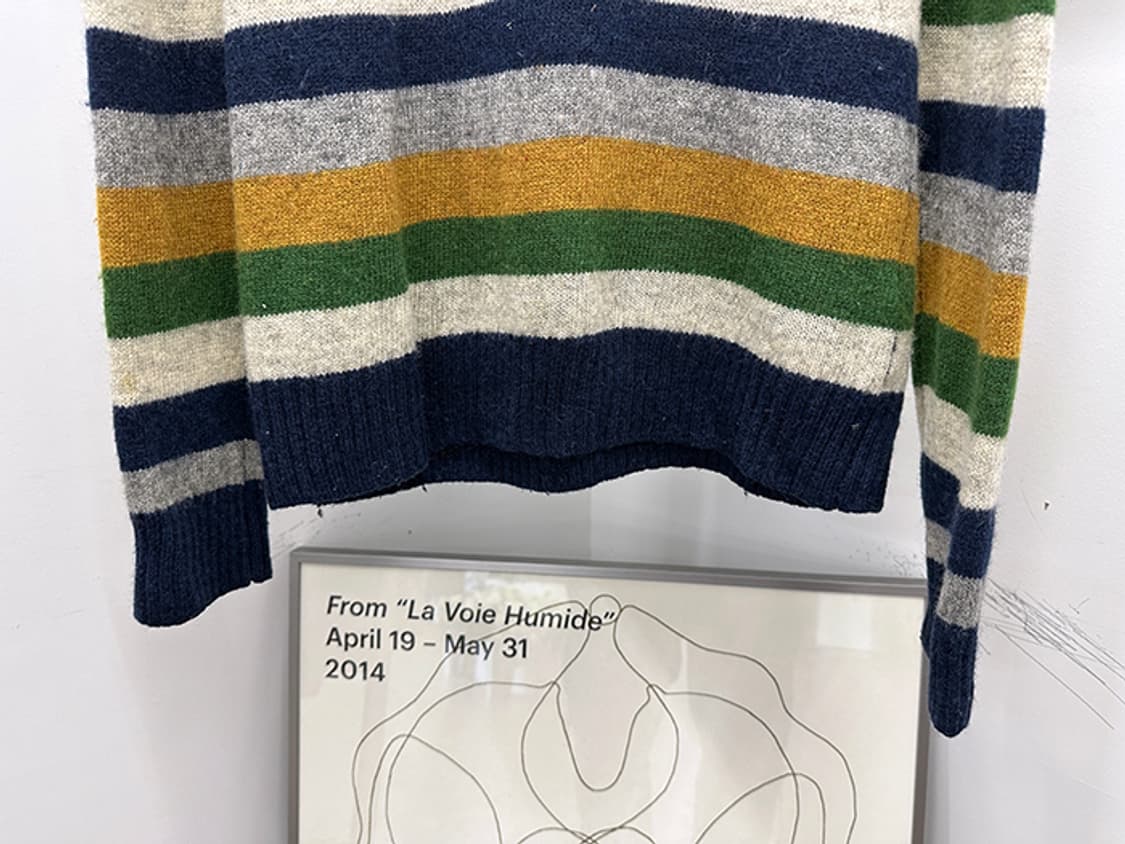 From “La Voie Humide”
April 19 – May 31
2014